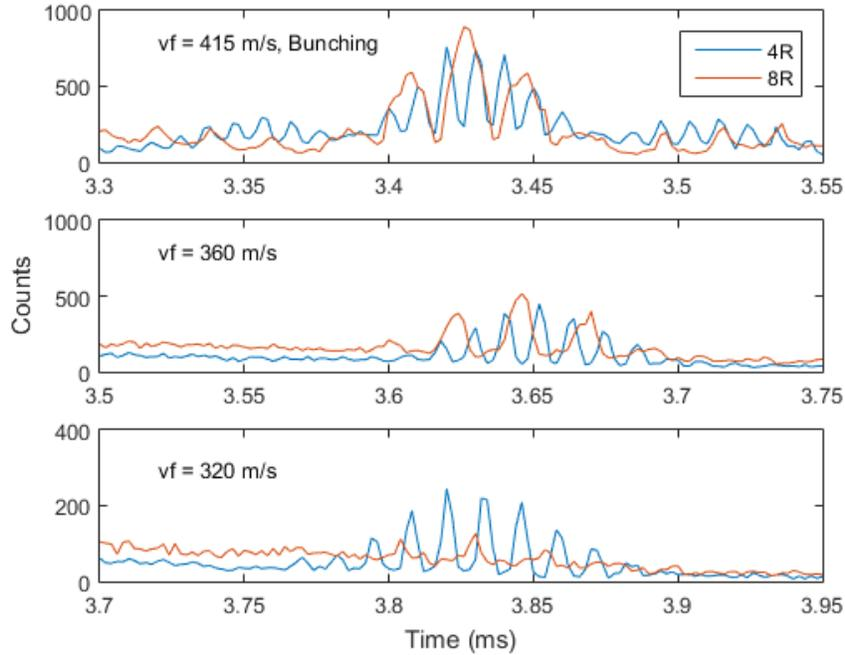 1000
500
0
vf = 415 m/s, Bunching
4R
8R
3.3 3.35 3.4 3.45 3.5 3.55
1000
500
0
vf = 360 m/s
3.5 3.55 3.6 3.65 3.7 3.75
Counts
400
200
0
vf = 320 m/s
3.7 3.75 3.8 3.85 3.9 3.95
Time (ms)